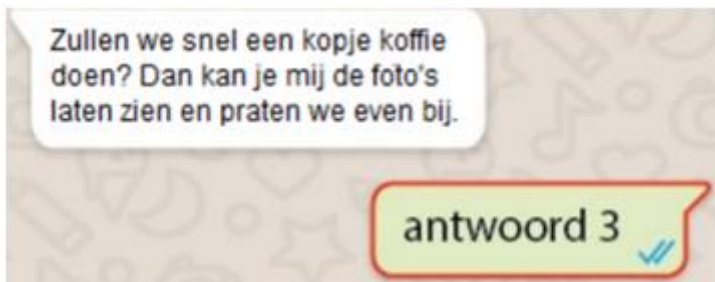 Zullen we snel een kopje koffie
doen? Dan kan je mij de foto's
laten zien en praten we even bij.
antwoord 3